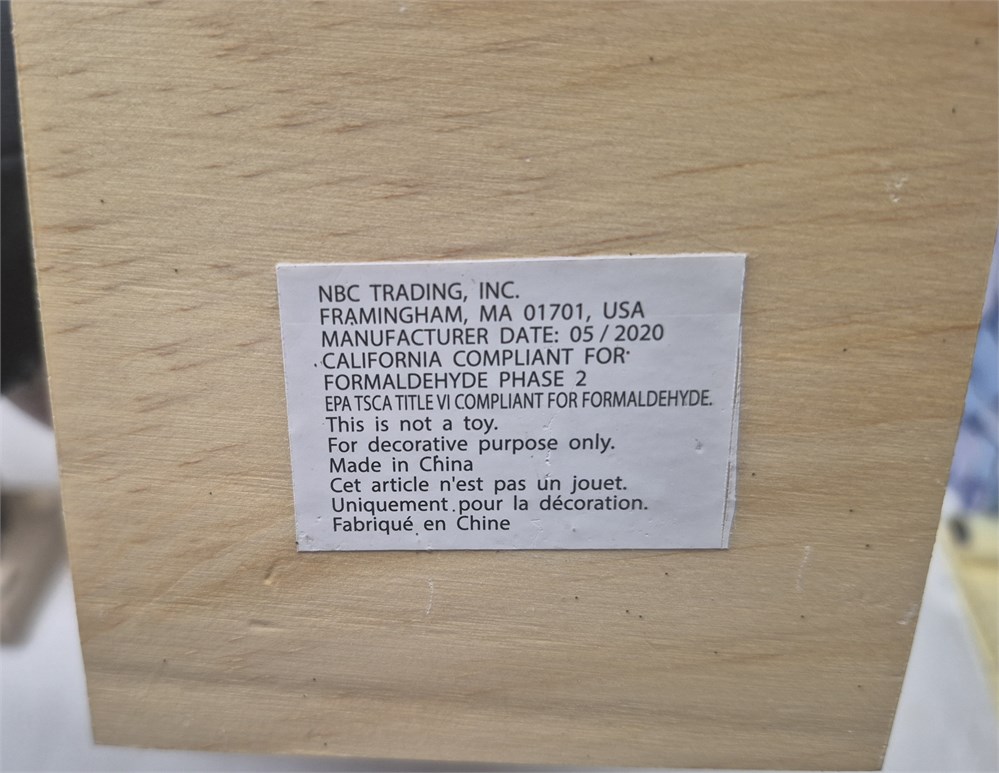 NBC TRADING, INC.
FRAMINGHAM, MA 01701, USA
MANUFACTURER DATE: 05 / 2020
CALIFORNIA COMPLIANT FOR
FORMALDEHYDE PHASE 2
EPA TSCA TITLE VI COMPLIANT FOR FORMALDEHYDE.
This is not a toy.
For decorative purpose only.
Made in China
Cet article n'est pas un jouet.
Uniquement pour la décoration.
Fabriqué en Chine